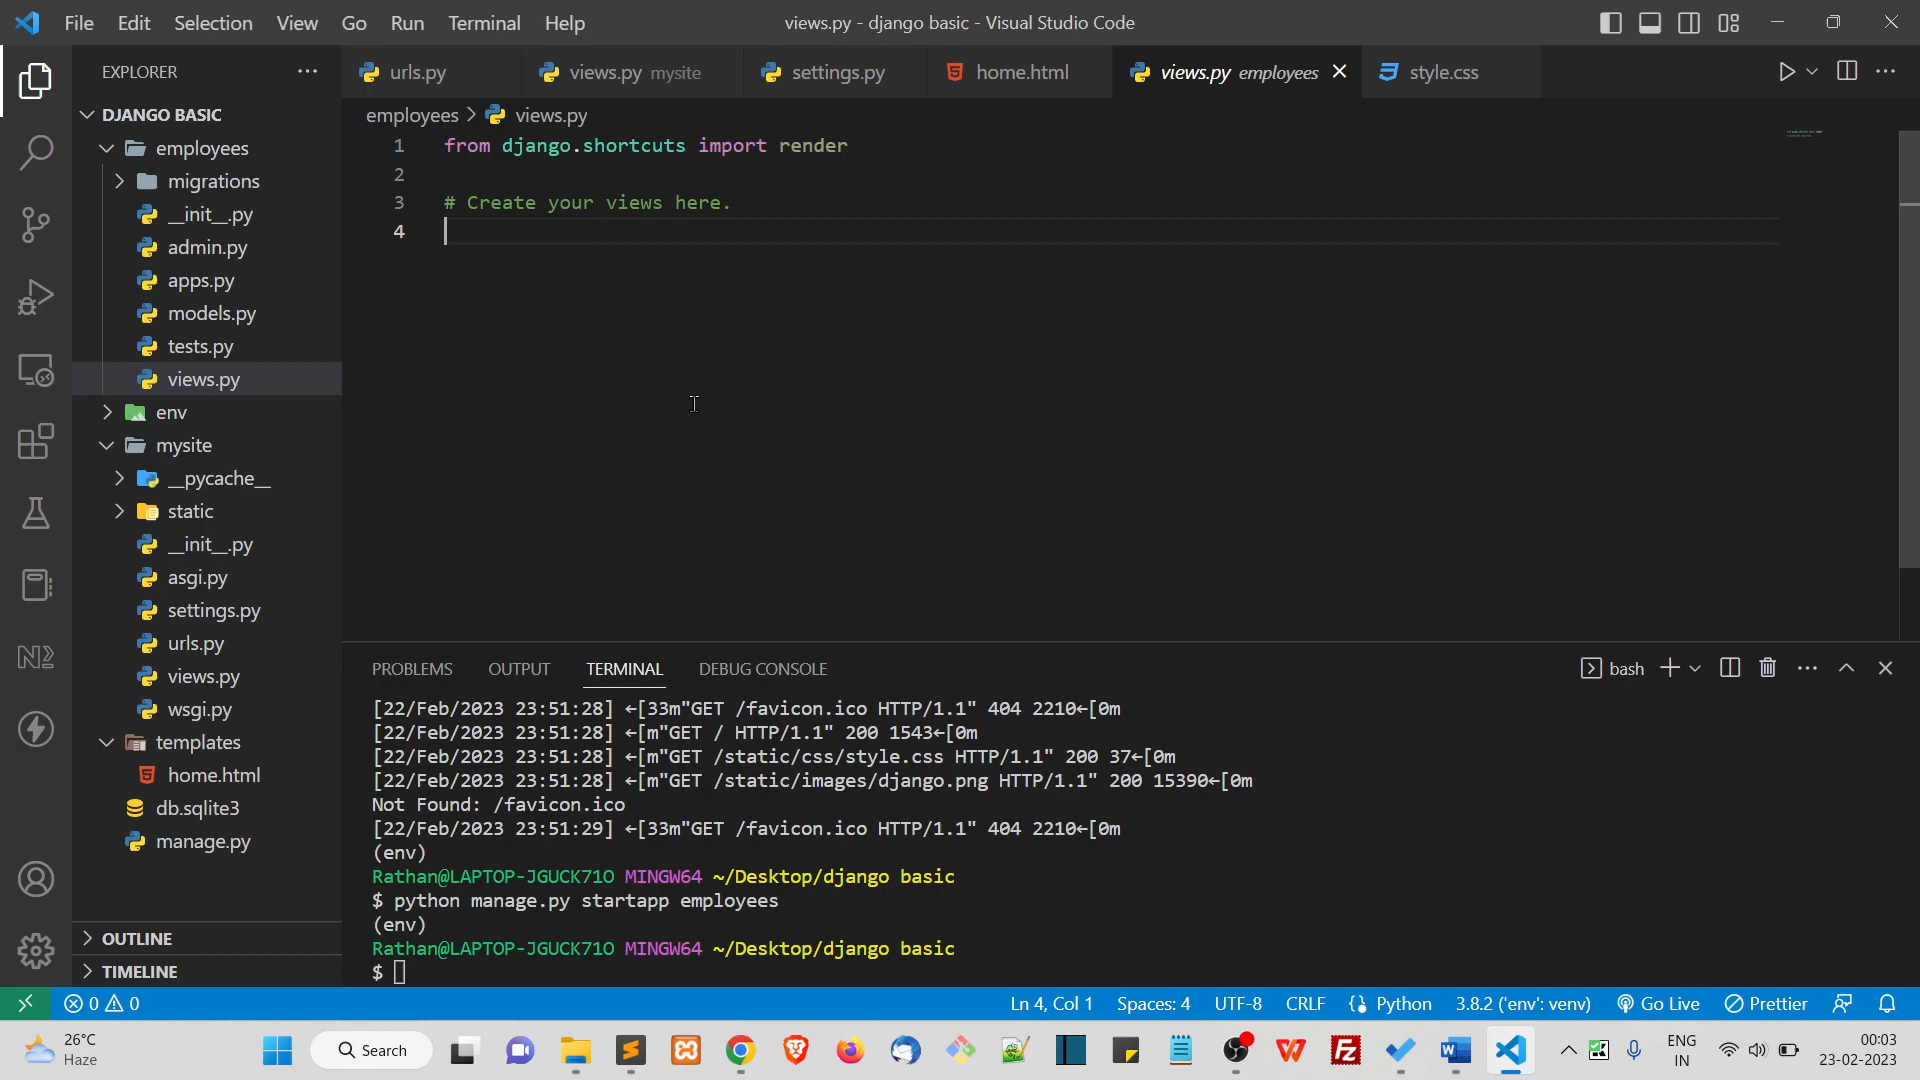 File Edit Selection View Go Run Terminal Help
views.py - django basic - Visual Studio Code
EXPLORER
DJANGO BASIC
employees
migrations
__init__.py
admin.py
apps.py
models.py
tests.py
views.py
env
mysite
__pycache__
static
__init__.py
asgi.py
settings.py
urls.py
views.py
wsgi.py
templates
home.html
db.sqlite3
manage.py
OUTLINE
TIMELINE
urls.py
views.py mysite
settings.py
home.html
views.py employees
style.css
employees > views.py
1 from django.shortcuts import render
2
3 # Create your views here.
4
PROBLEMS OUTPUT TERMINAL DEBUG CONSOLE
bash
[22/Feb/2023 23:51:28] ←[33m"GET /favicon.ico HTTP/1.1" 404 2210←[0m
[22/Feb/2023 23:51:28] ←[m"GET / HTTP/1.1" 200 1543←[0m
[22/Feb/2023 23:51:28] ←[m"GET /static/css/style.css HTTP/1.1" 200 37←[0m
[22/Feb/2023 23:51:28] ←[m"GET /static/images/django.png HTTP/1.1" 200 15390←[0m
Not Found: /favicon.ico
[22/Feb/2023 23:51:29] ←[33m"GET /favicon.ico HTTP/1.1" 404 2210←[0m
(env)
Rathan@LAPTOP-JGUCK71O MINGW64 ~/Desktop/django basic
$ python manage.py startapp employees
(env)
Rathan@LAPTOP-JGUCK71O MINGW64 ~/Desktop/django basic
$
0 0
Ln 4, Col 1 Spaces: 4 UTF-8 CRLF Python 3.8.2 ('env': venv) Go Live Prettier
26°C
Haze
Search
ENG
IN
00:03
23-02-2023